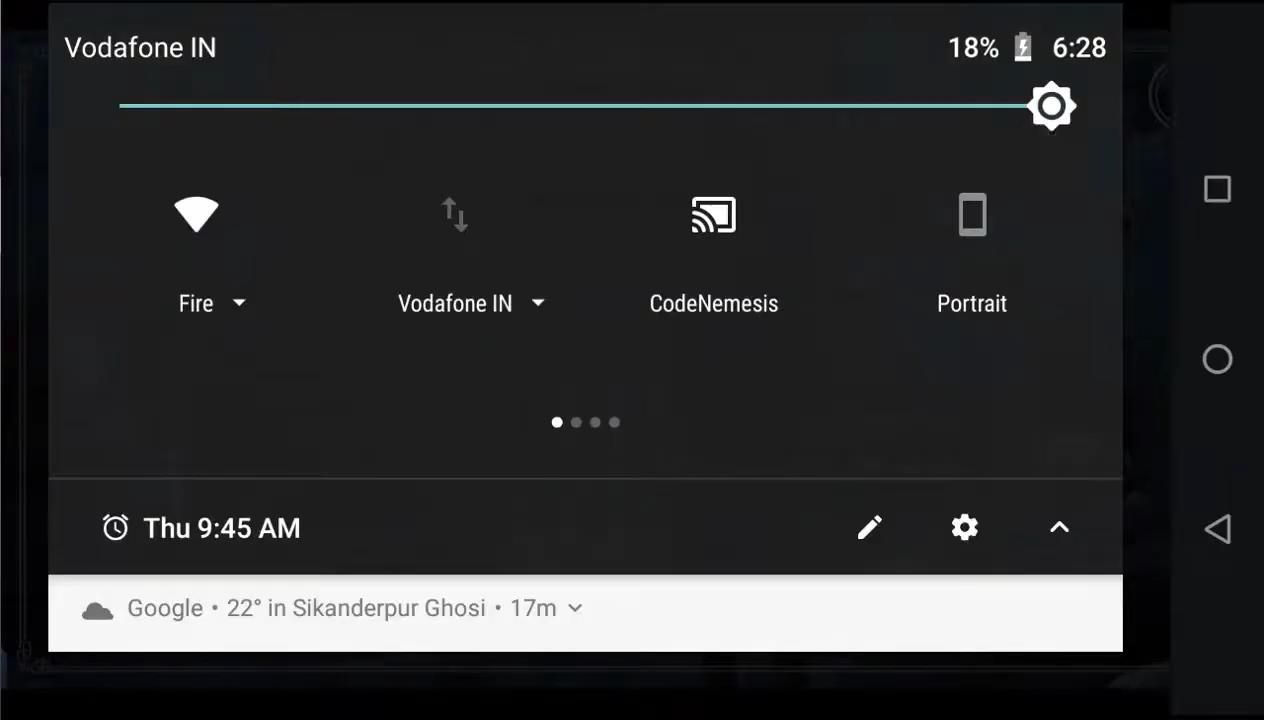 Vodafone IN 18% 6:28
Fire Vodafone IN CodeNemesis Portrait
Thu 9:45 AM
Google • 22° in Sikanderpur Ghosi • 17m